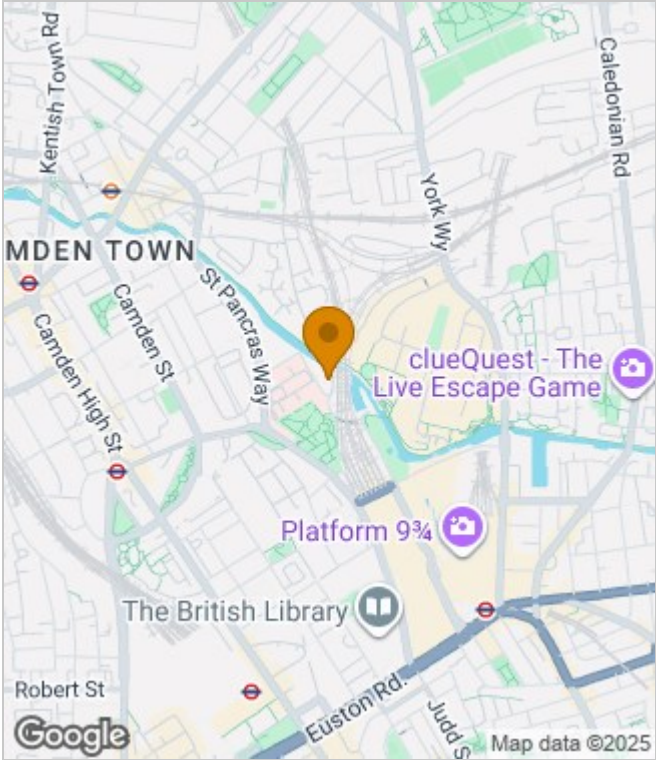 Kentish Town Rd
Caledonian Rd
York Wy
MDEN TOWN
St Pancras Way
Camden St
Camden High St
clueQuest - The
Live Escape Game
Platform 9¾
The British Library
Robert St
Euston Rd.
Judd S
Google
Map data ©2025